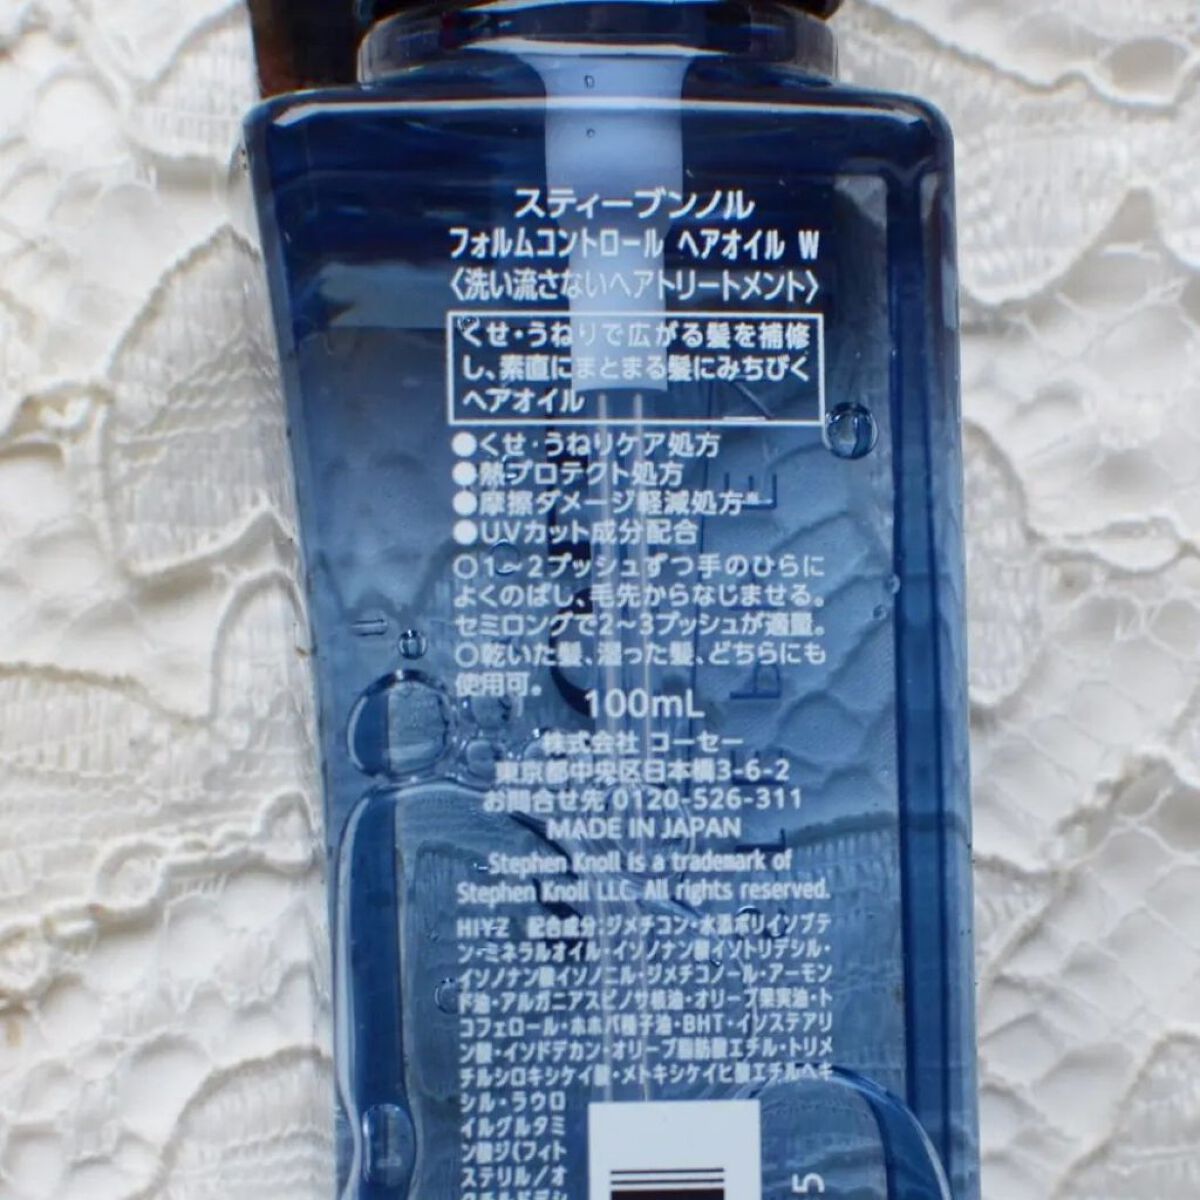 スティーブンノル
フォルムコントロール ヘアオイル W
〈洗い流さないヘアトリートメント〉
くせ・うねりで広がる髪を補修
し、素直にまとまる髪にみちびく
ヘアオイル
●くせ・うねりケア処方
●熱プロテクト処方
●摩擦ダメージ軽減処方※
●UVカット成分配合
○1～2プッシュずつ手のひらに
よくのばし、毛先からなじませる。
セミロングで2～3プッシュが適量。
○乾いた髪、湿った髪、どちらにも
使用可。
100mL
株式会社 コーセー
東京都中央区日本橋3-6-2
お問合せ先 0120-526-311
MADE IN JAPAN
Stephen Knoll is a trademark of
Stephen Knoll LLC. All rights reserved.
HIY-Z 配合成分：ジメチコン・水添ポリイソブテ
ン・ミネラルオイル・イソノナン酸イソトリデシル・
イソノナン酸イソノニル・ジメチコノール・アーモン
ド油・アルガニアスピノサ核油・オリーブ果実油・ト
コフェロール・ホホバ種子油・BHT・イソステアリ
ン酸・イソドデカン・オリーブ脂肪酸エチル・トリメ
チルシロキシケイ酸・メトキシケイヒ酸エチルヘキ
シル・ラウロ
イルグルタミ
ン酸ジ(フィト
ステリル／オ
クチルドデシ
5